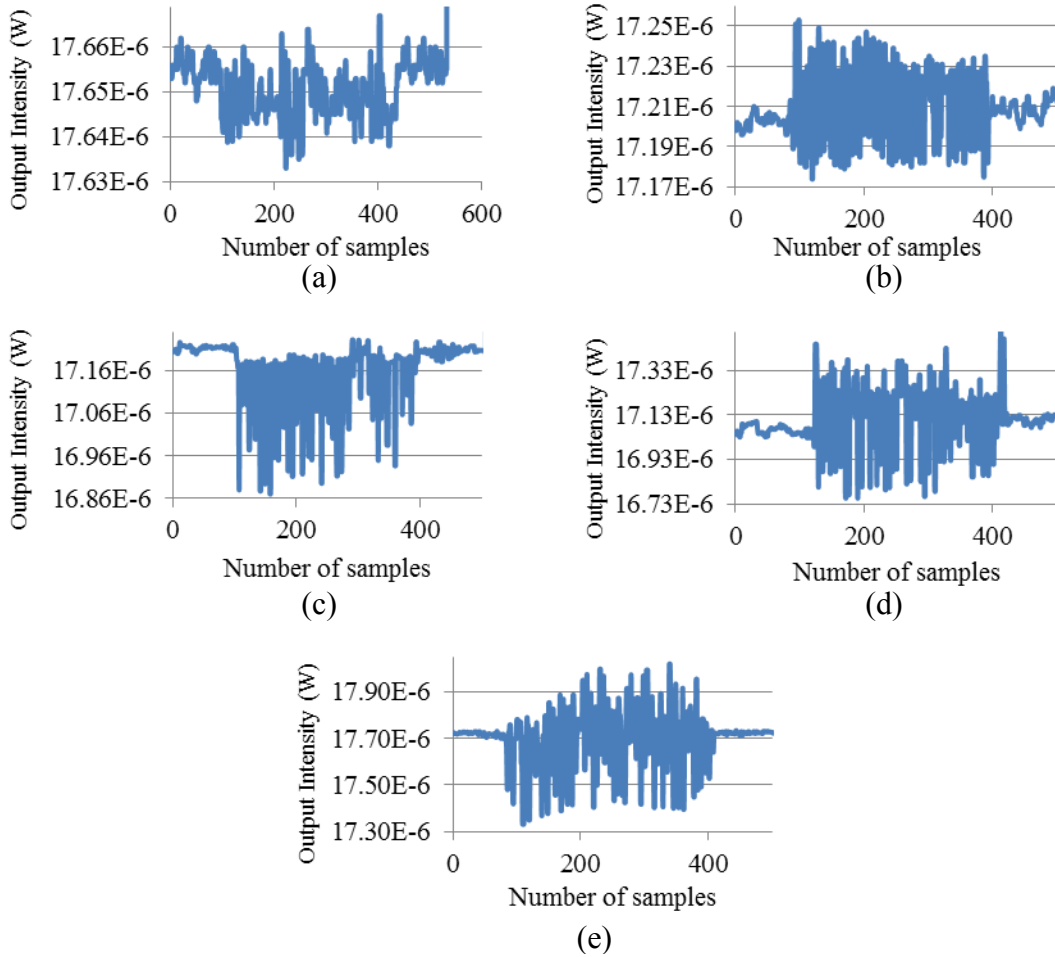 Output Intensity (W)
17.66E-6
17.65E-6
17.64E-6
17.63E-6
0 200 400 600
Number of samples
(a)
Output Intensity (W)
17.25E-6
17.23E-6
17.21E-6
17.19E-6
17.17E-6
0 400
Number of samples
(b)
Output Intensity (W)
17.16E-6
17.06E-6
16.96E-6
16.86E-6
0 200 400
Number of samples
(c)
Output Intensity (W)
17.33E-6
17.13E-6
16.93E-6
16.73E-6
0 200 400
Number of samples
(d)
Output Intensity (W)
17.90E-6
17.70E-6
17.50E-6
17.30E-6
0 200 400
Number of samples
(e)